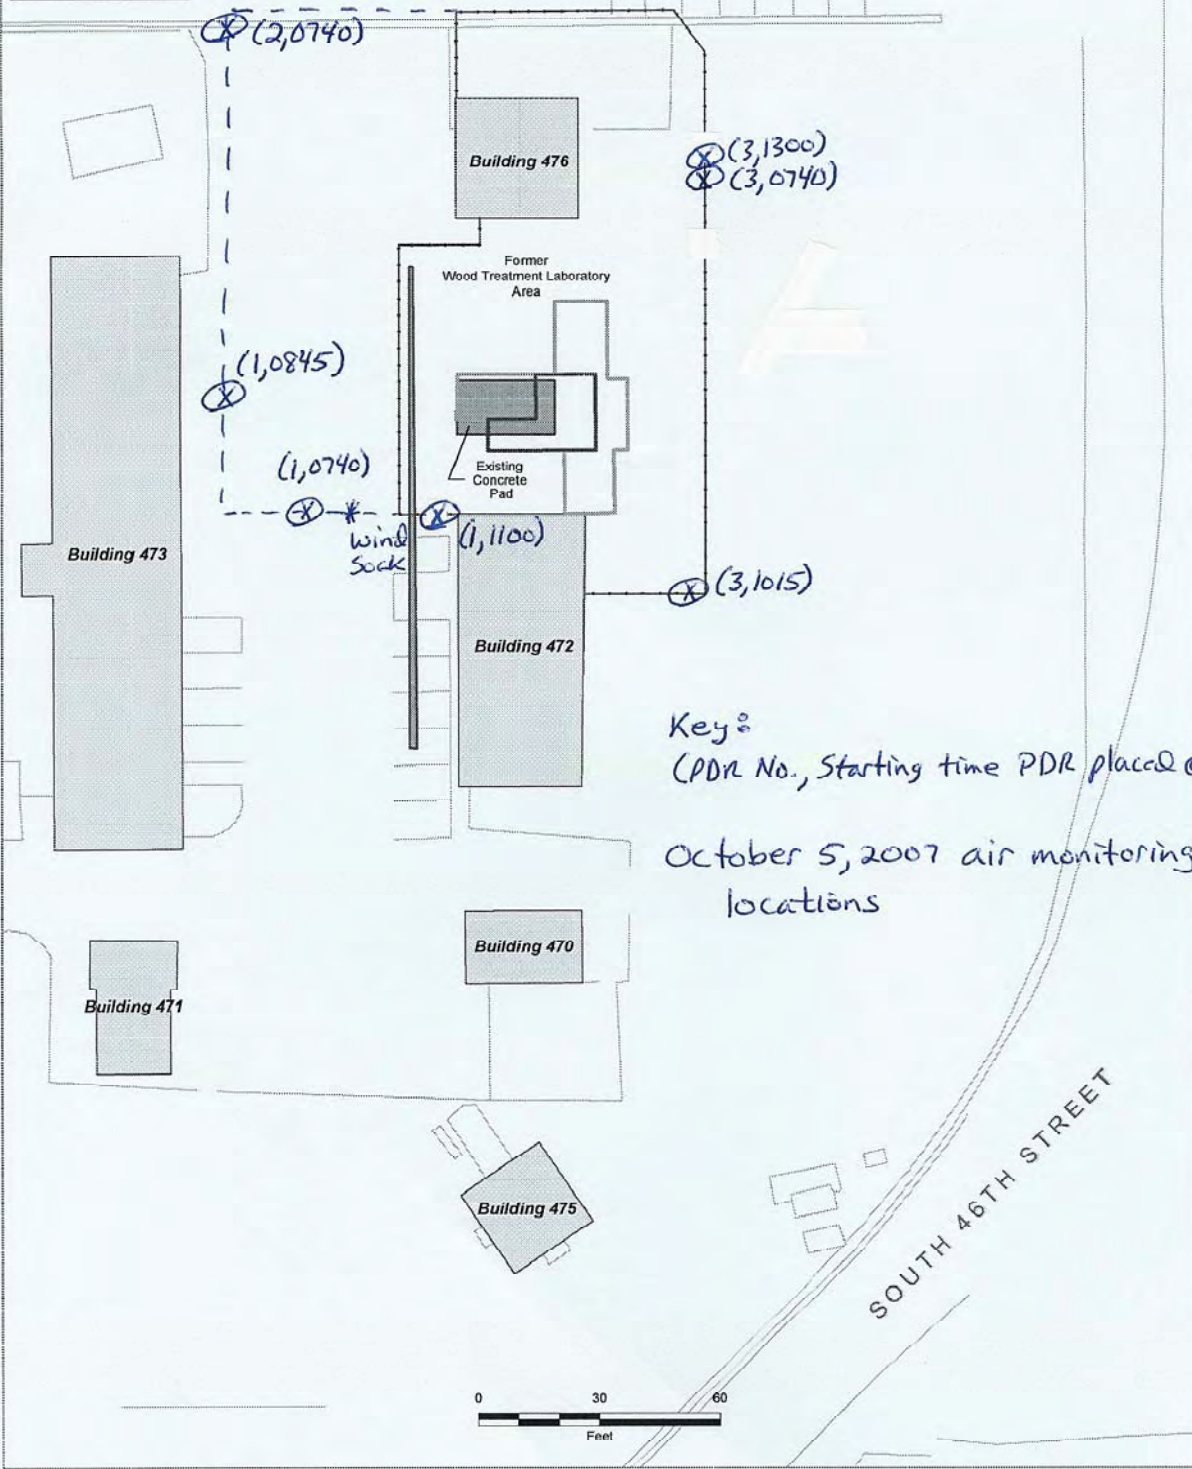 (2,0740)
Building 476
(3,1300)
(3,0740)
Former
Wood Treatment Laboratory
Area
(1,0845)
(1,0740)
Existing
Concrete
Pad
Wind
Sock
(1,1100)
Building 473
(3,1015)
Building 472
Key:
(PDR No., Starting time PDR placed @
October 5, 2007 air monitoring
locations
Building 470
Building 471
Building 475
SOUTH 46TH STREET
0 30 60
Feet